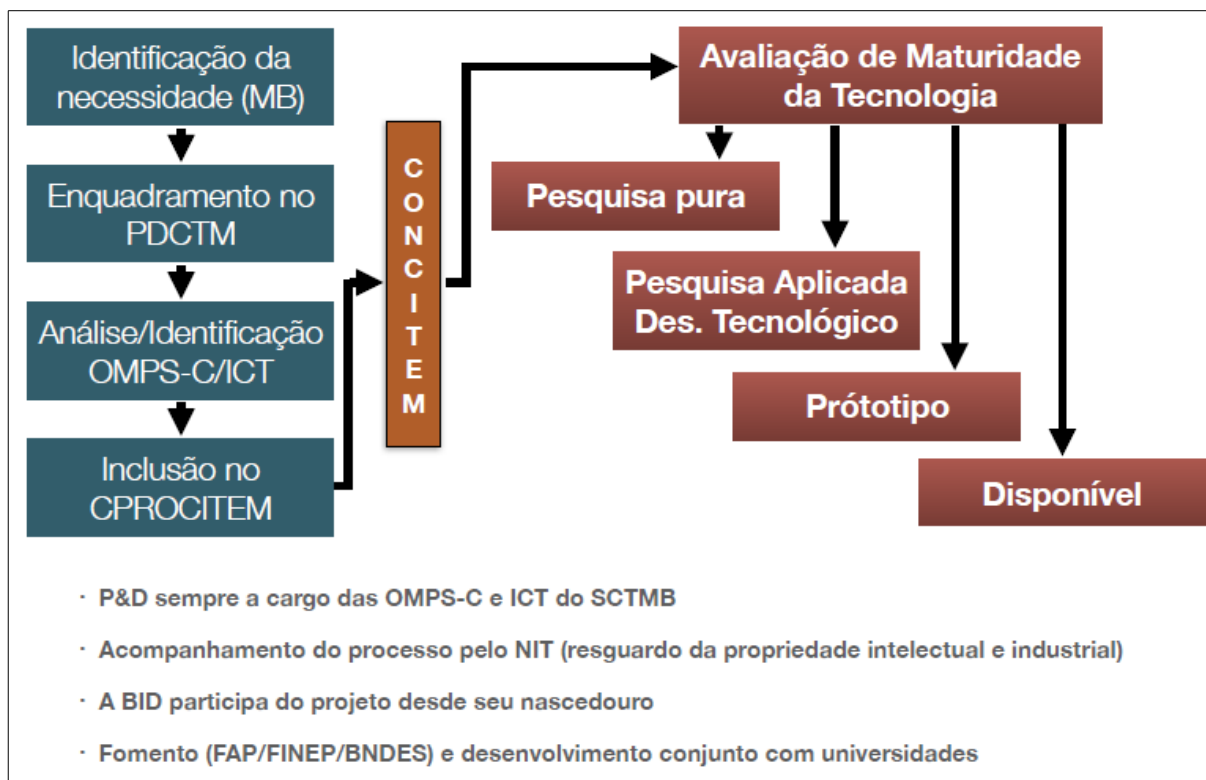 Identificação da
necessidade (MB)
Enquadramento no
PDCTM
Análise/Identificação
OMPS-C/ICT
Inclusão no
CPROCITEM
CONCITEM
Avaliação de Maturidade
da Tecnologia
Pesquisa pura
Pesquisa Aplicada
Des. Tecnológico
Prótotipo
Disponível
· P&D sempre a cargo das OMPS-C e ICT do SCTMB
· Acompanhamento do processo pelo NIT (resguardo da propriedade intelectual e industrial)
· A BID participa do projeto desde seu nascedouro
· Fomento (FAP/FINEP/BNDES) e desenvolvimento conjunto com universidades